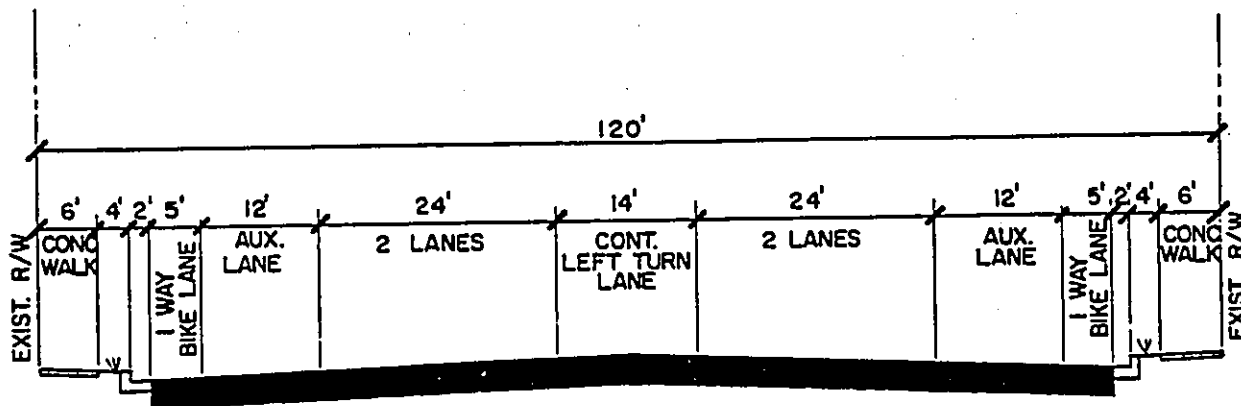 120'
6' 4' 2' 5' 12' 24' 14' 24' 12' 5' 2' 4' 6'
EXIST. R/W
CONC
WALK
1 WAY
BIKE LANE
AUX.
LANE
2 LANES
CONT.
LEFT TURN
LANE
2 LANES
AUX.
LANE
1 WAY
BIKE LANE
CONC
WALK
EXIST. R/W